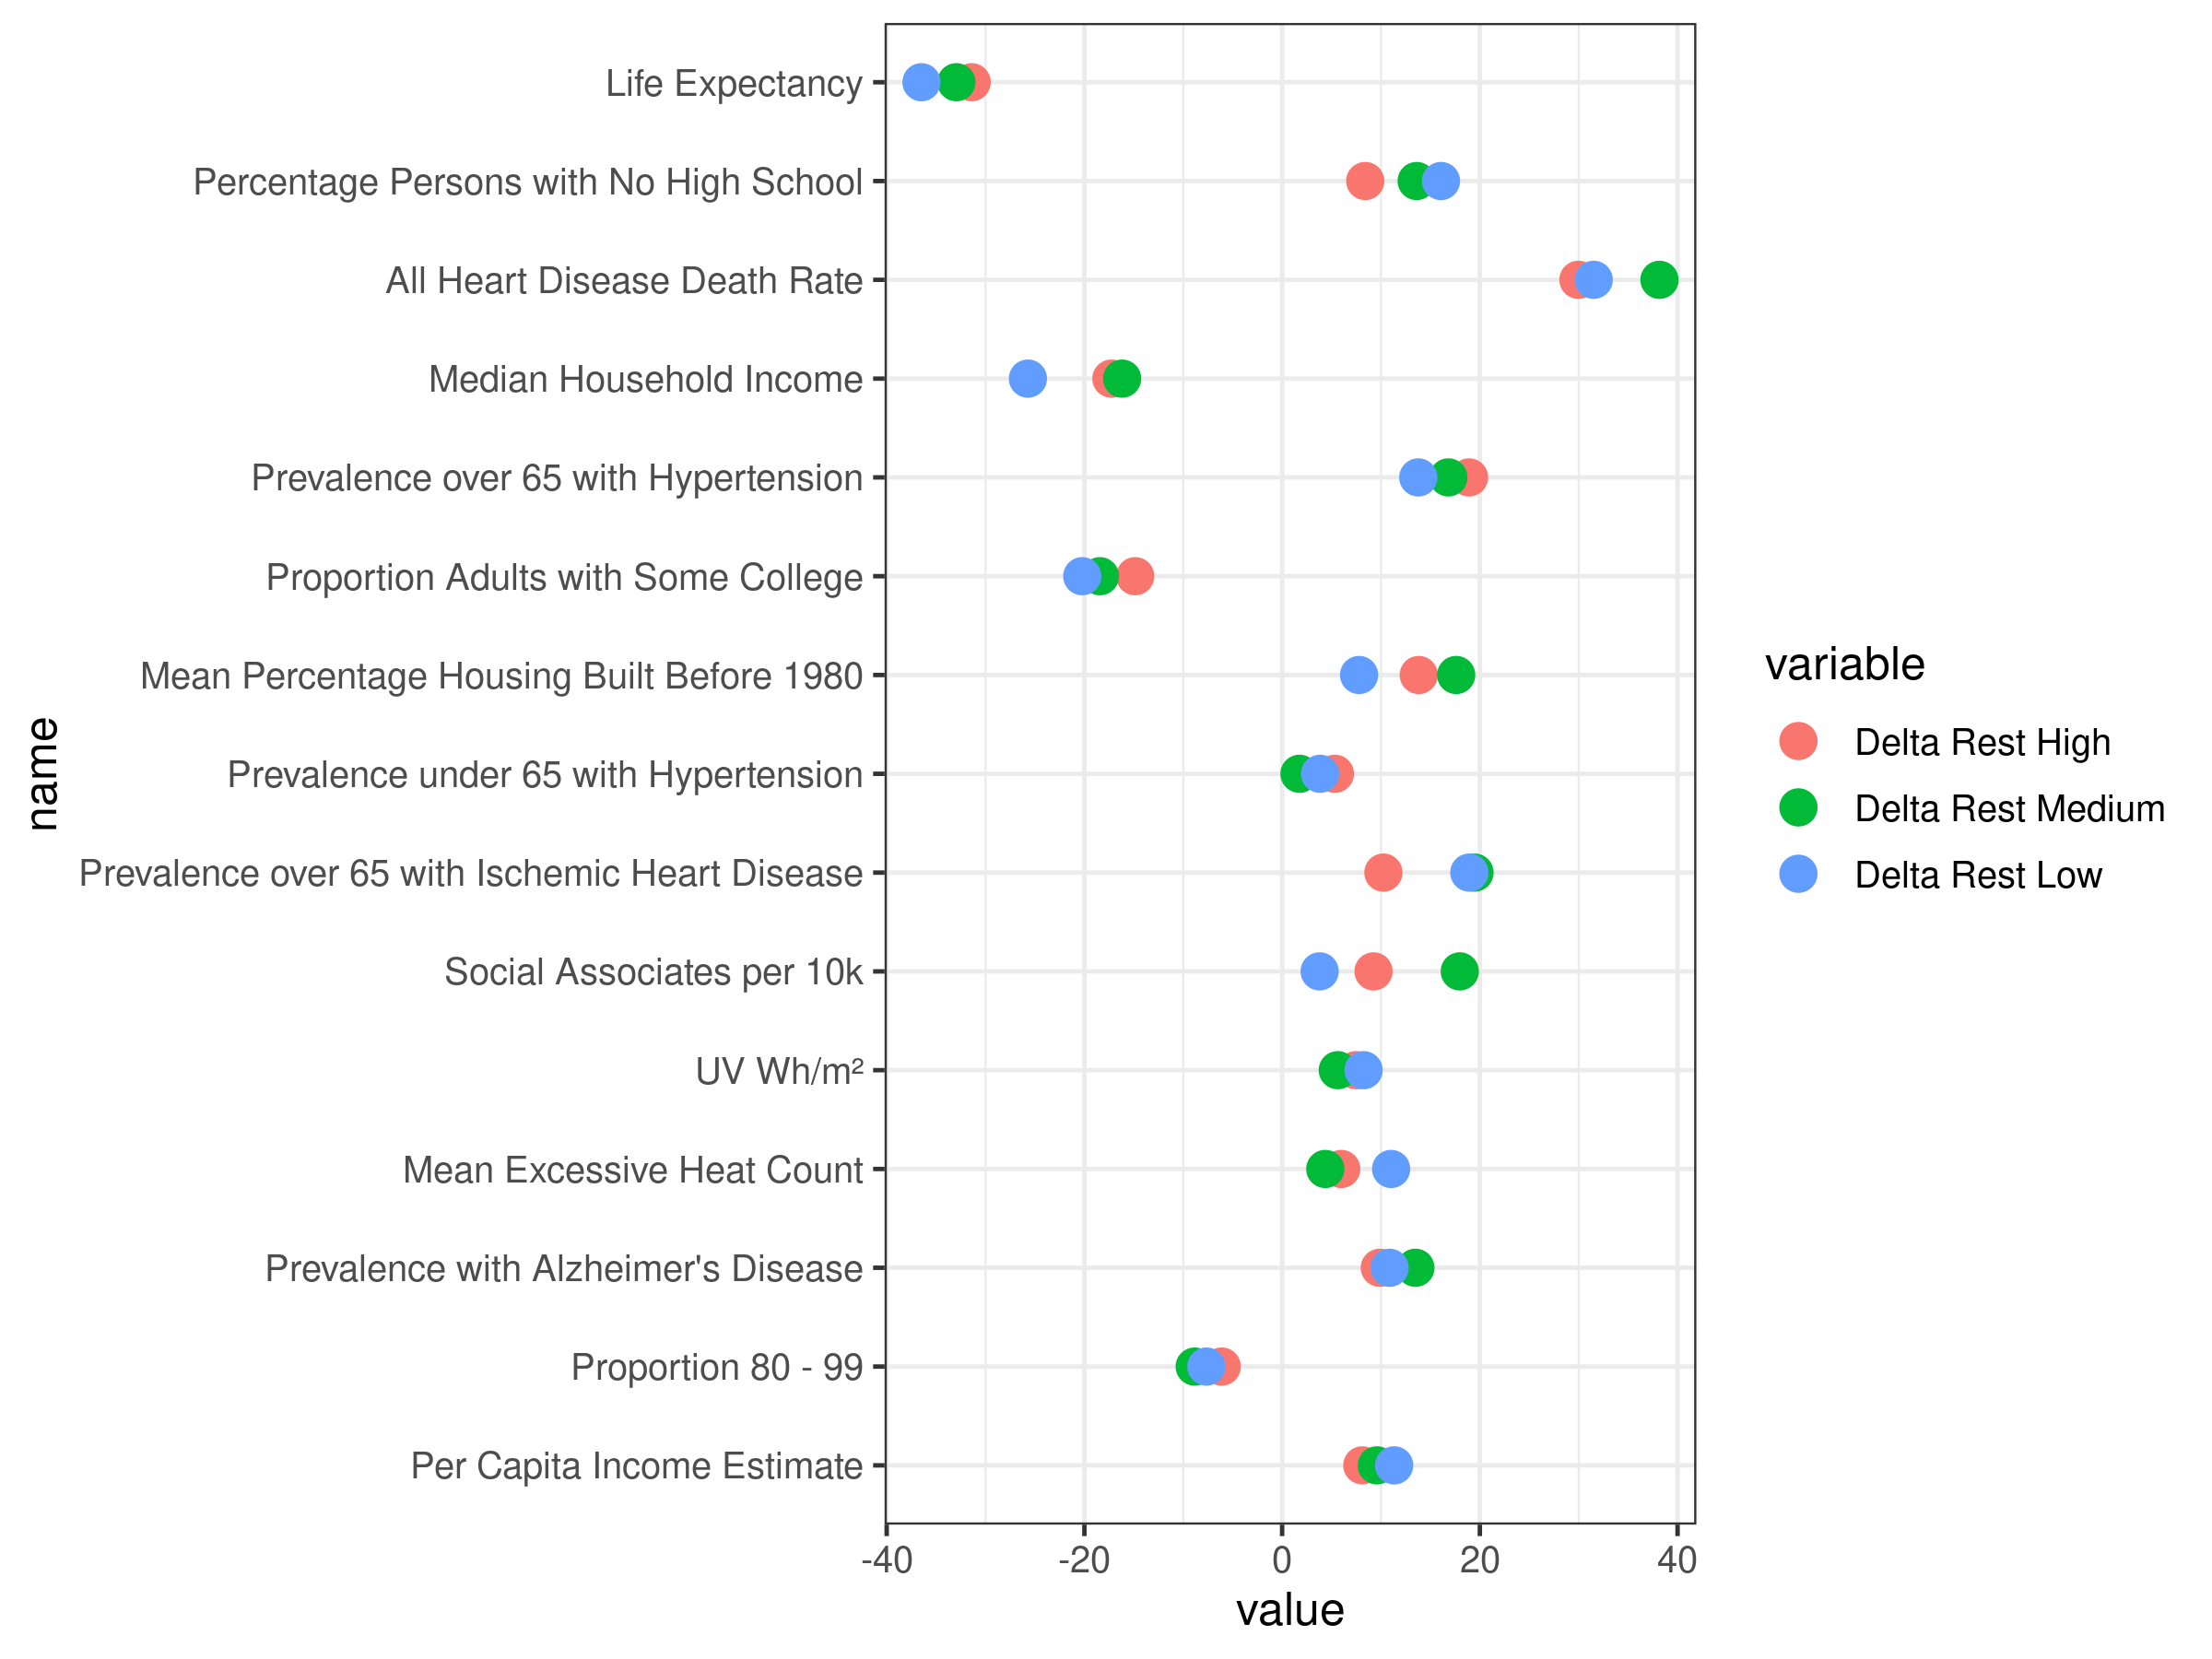 Life Expectancy
Percentage Persons with No High School
All Heart Disease Death Rate
Median Household Income
Prevalence over 65 with Hypertension
Proportion Adults with Some College
Mean Percentage Housing Built Before 1980
Prevalence under 65 with Hypertension
Prevalence over 65 with Ischemic Heart Disease
Social Associates per 10k
UV Wh/m²
Mean Excessive Heat Count
Prevalence with Alzheimer's Disease
Proportion 80 - 99
Per Capita Income Estimate
name
-40 -20 0 20 40
value
variable
Delta Rest High
Delta Rest Medium
Delta Rest Low